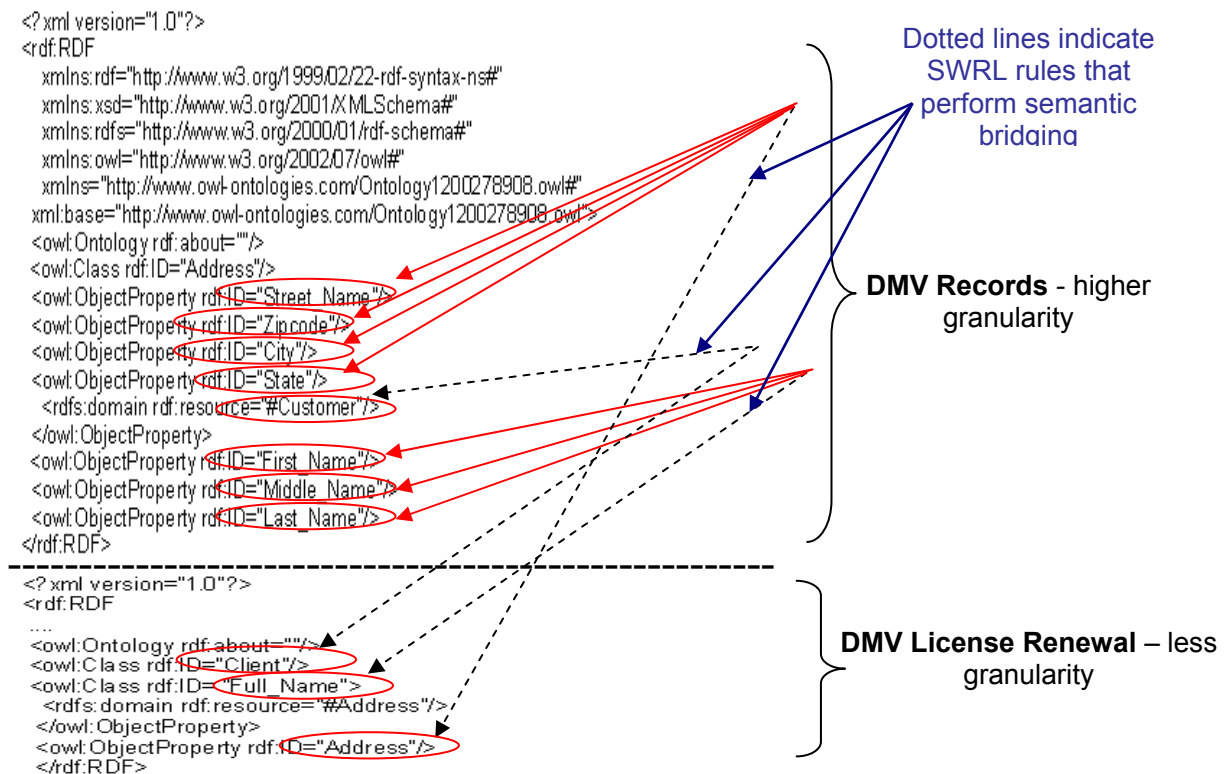 <?xml version="1.0"?>
<rdf:RDF
xmlns:rdf="http://www.w3.org/1999/02/22-rdf-syntax-ns#"
xmlns:xsd="http://www.w3.org/2001/XMLSchema#"
xmlns:rdfs="http://www.w3.org/2000/01/rdf-schema#"
xmlns:owl="http://www.w3.org/2002/07/owl#"
xmlns="http://www.owl-ontologies.com/Ontology1200278908.owl#"
xml:base="http://www.owl-ontologies.com/Ontology1200278908.owl">
<owl:Ontology rdf:about=""/>
<owl:Class rdf:ID="Address"/>
<owl:ObjectProperty rdf:ID="Street_Name"/>
<owl:ObjectProperty rdf:ID="Zipcode"/>
<owl:ObjectProperty rdf:ID="City"/>
<owl:ObjectProperty rdf:ID="State"/>
<rdfs:domain rdf:resource="#Customer"/>
</owl:ObjectProperty>
<owl:ObjectProperty rdf:ID="First_Name"/>
<owl:ObjectProperty rdf:ID="Middle_Name"/>
<owl:ObjectProperty rdf:ID="Last_Name"/>
</rdf:RDF>
Dotted lines indicate
SWRL rules that
perform semantic
bridging
DMV Records - higher
granularity
<?xml version="1.0"?>
<rdf:RDF
....
<owl:Ontology rdf:about=""/>
<owl:Class rdf:ID="Client"/>
<owl:Class rdf:ID="Full_Name">
<rdfs:domain rdf:resource="#Address"/>
</owl:ObjectProperty>
<owl:ObjectProperty rdf:ID="Address"/>
</rdf:RDF>
DMV License Renewal – less
granularity